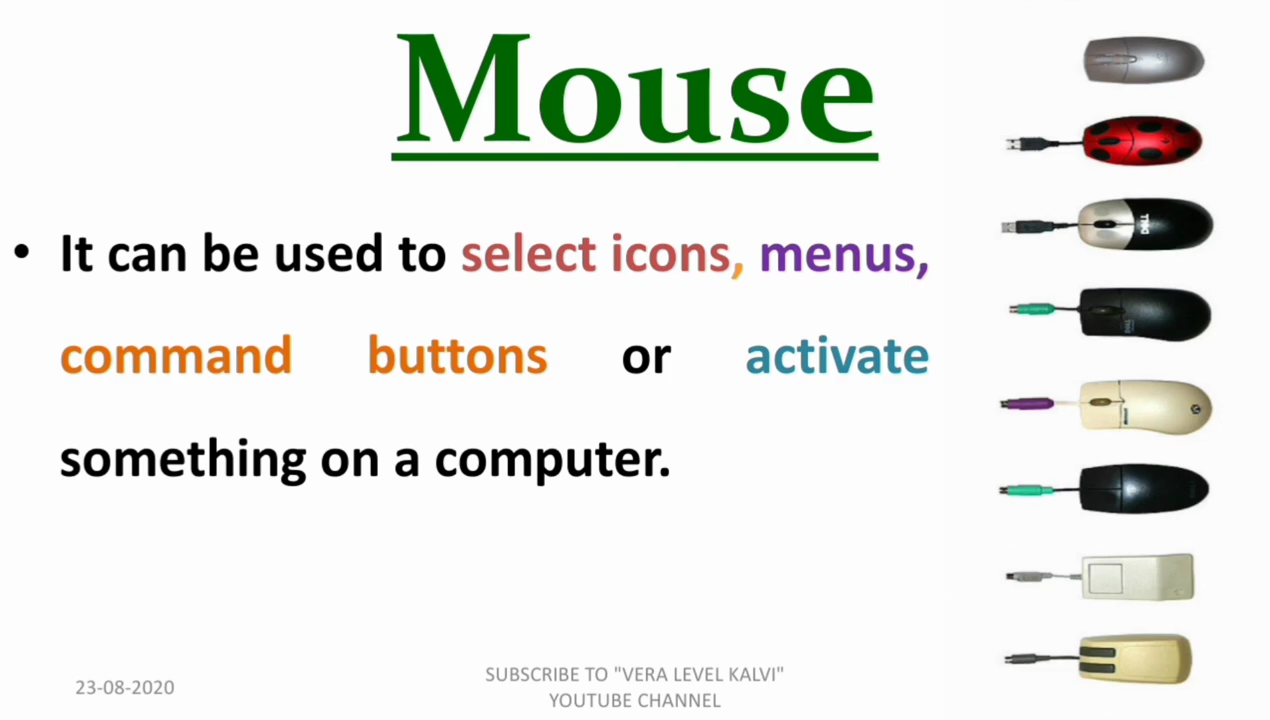 Mouse
• It can be used to select icons, menus,
command buttons or activate
something on a computer.
DELL
23-08-2020
SUBSCRIBE TO "VERA LEVEL KALVI"
YOUTUBE CHANNEL